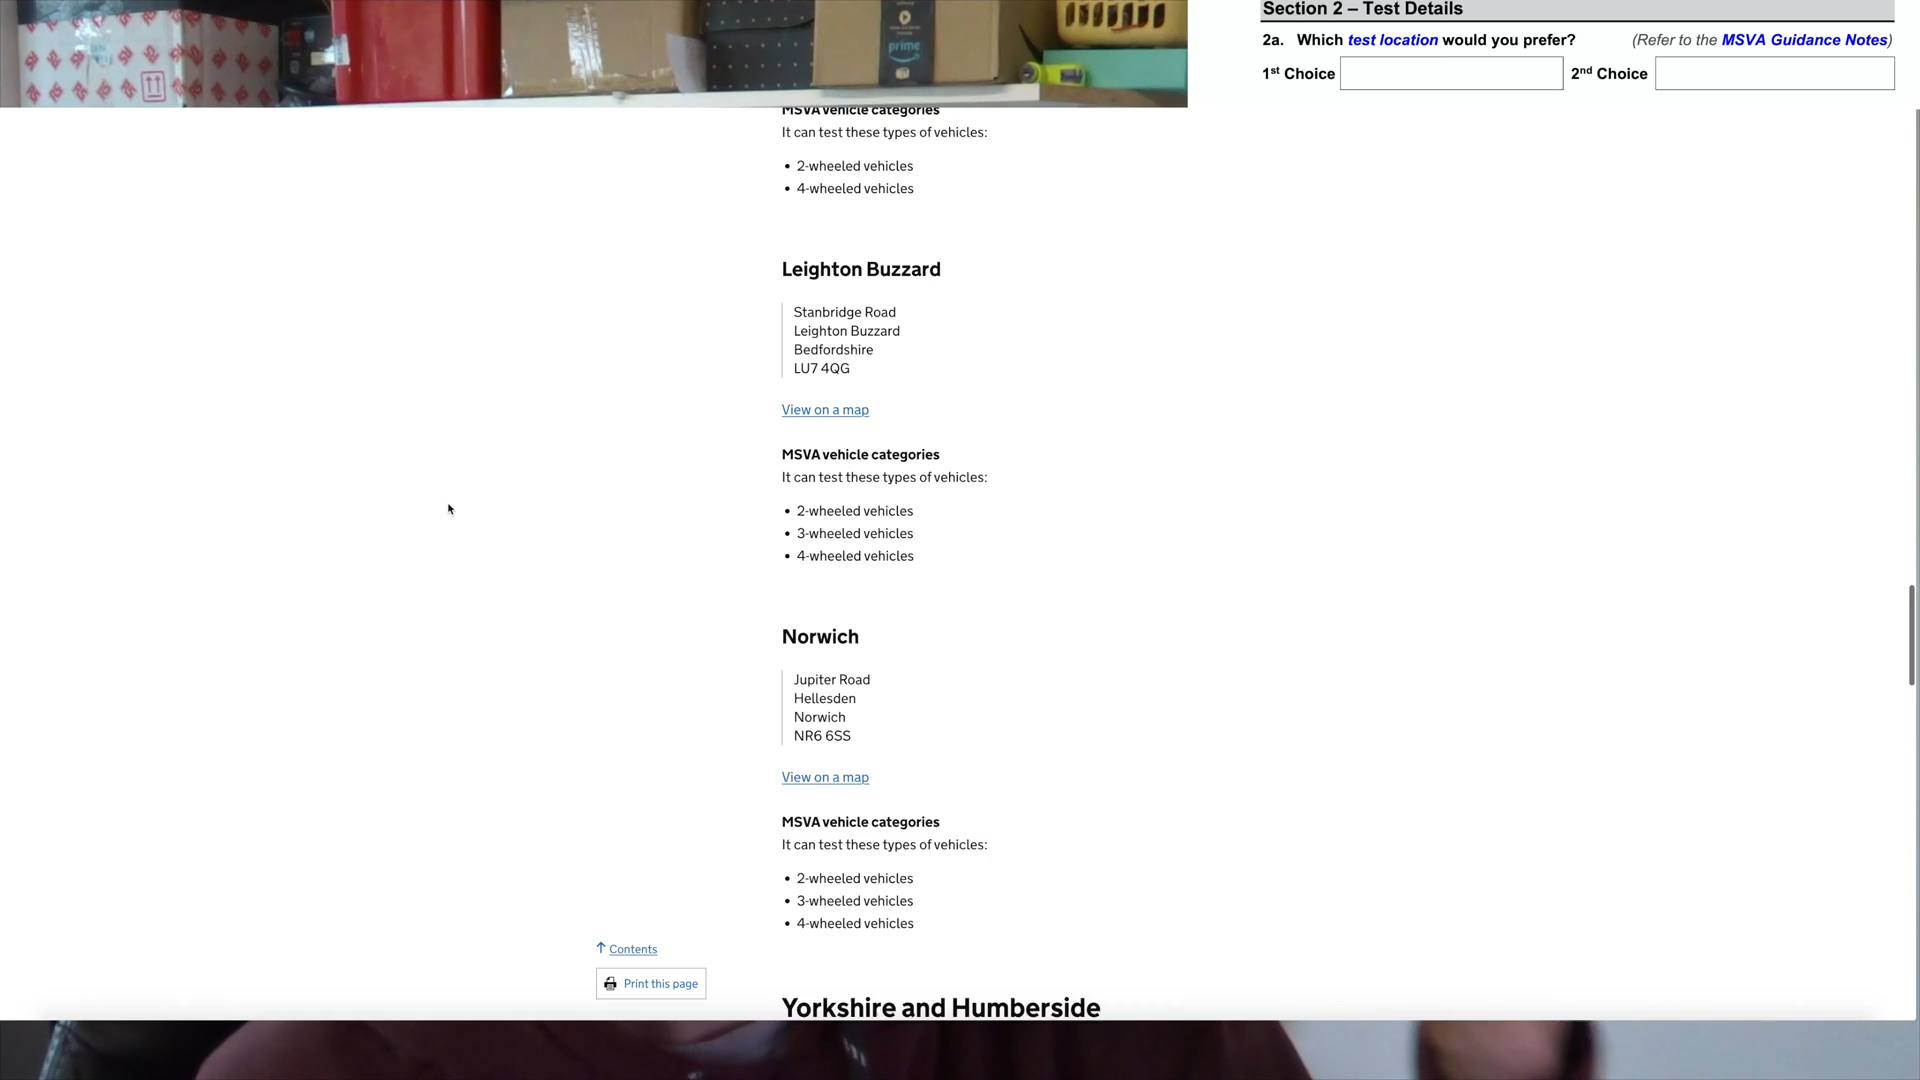 prime
Section 2 – Test Details
2a. Which test location would you prefer? (Refer to the MSVA Guidance Notes)
1st Choice 2nd Choice
MSVA vehicle categories
It can test these types of vehicles:
• 2-wheeled vehicles
• 4-wheeled vehicles
Leighton Buzzard
Stanbridge Road
Leighton Buzzard
Bedfordshire
LU7 4QG
View on a map
MSVA vehicle categories
It can test these types of vehicles:
• 2-wheeled vehicles
• 3-wheeled vehicles
• 4-wheeled vehicles
Norwich
Jupiter Road
Hellesden
Norwich
NR6 6SS
View on a map
MSVA vehicle categories
It can test these types of vehicles:
• 2-wheeled vehicles
• 3-wheeled vehicles
• 4-wheeled vehicles
↑ Contents
Print this page
Yorkshire and Humberside